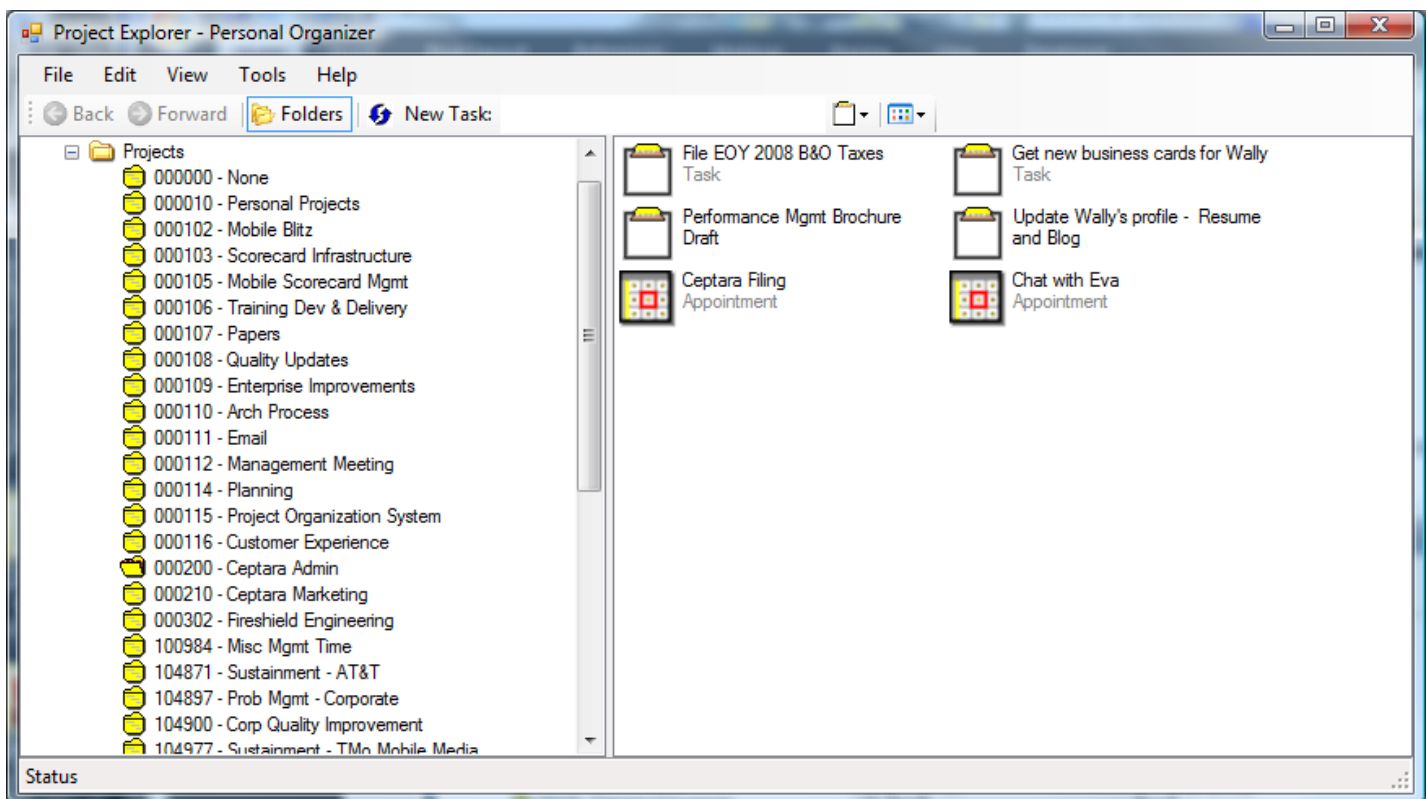 Project Explorer - Personal Organizer
File Edit View Tools Help
Back Forward Folders New Task:
Projects
000000 - None
000010 - Personal Projects
000102 - Mobile Blitz
000103 - Scorecard Infrastructure
000105 - Mobile Scorecard Mgmt
000106 - Training Dev & Delivery
000107 - Papers
000108 - Quality Updates
000109 - Enterprise Improvements
000110 - Arch Process
000111 - Email
000112 - Management Meeting
000114 - Planning
000115 - Project Organization System
000116 - Customer Experience
000200 - Ceptara Admin
000210 - Ceptara Marketing
000302 - Fireshield Engineering
100984 - Misc Mgmt Time
104871 - Sustainment - AT&T
104897 - Prob Mgmt - Corporate
104900 - Corp Quality Improvement
104977 - Sustainment - TMo Mobile Media
File EOY 2008 B&O Taxes
Task
Get new business cards for Wally
Task
Performance Mgmt Brochure
Draft
Update Wally's profile - Resume
and Blog
Ceptara Filing
Appointment
Chat with Eva
Appointment
Status